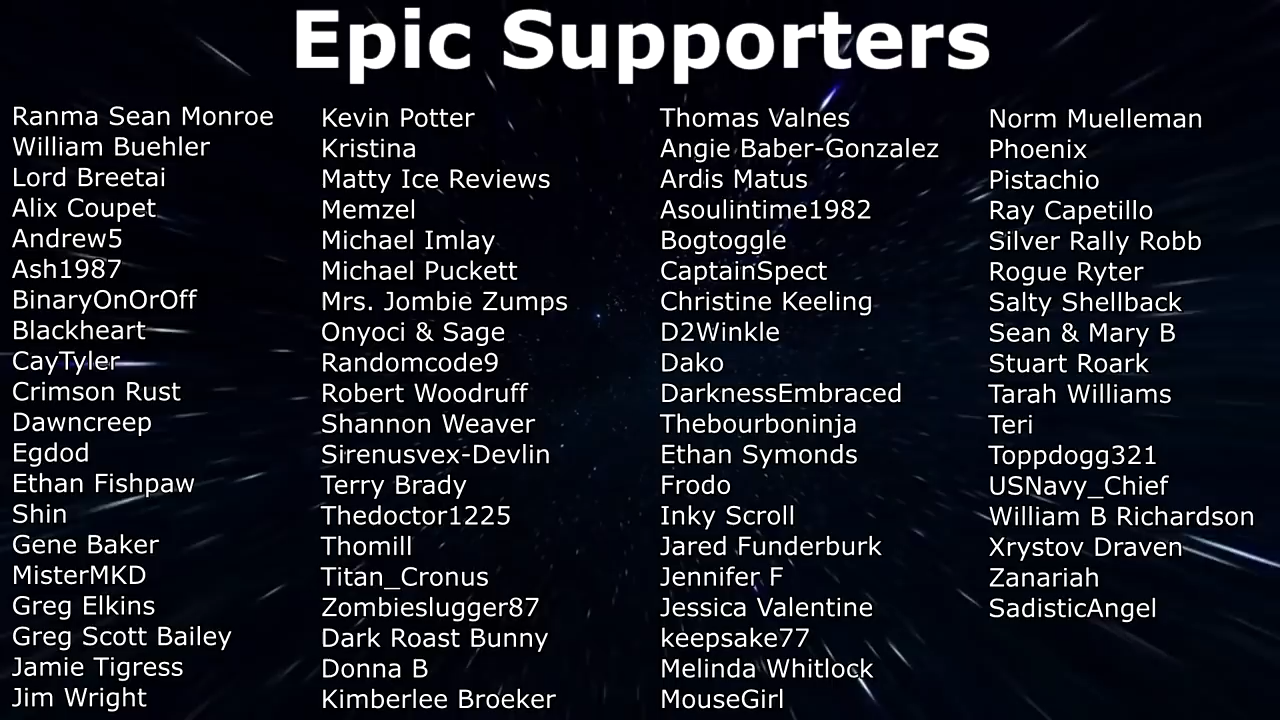 Epic Supporters
Ranma Sean Monroe
William Buehler
Lord Breetai
Alix Coupet
Andrew5
Ash1987
BinaryOnOrOff
Blackheart
CayTyler
Crimson Rust
Dawncreep
Egdod
Ethan Fishpaw
Shin
Gene Baker
MisterMKD
Greg Elkins
Greg Scott Bailey
Jamie Tigress
Jim Wright
Kevin Potter
Kristina
Matty Ice Reviews
Memzel
Michael Imlay
Michael Puckett
Mrs. Jombie Zumps
Onyoci & Sage
Randomcode9
Robert Woodruff
Shannon Weaver
Sirenusvex-Devlin
Terry Brady
Thedoctor1225
Thomill
Titan_Cronus
Zombieslugger87
Dark Roast Bunny
Donna B
Kimberlee Broeker
Thomas Valnes
Angie Baber-Gonzalez
Ardis Matus
Asoulintime1982
Bogtoggle
CaptainSpect
Christine Keeling
D2Winkle
Dako
DarknessEmbraced
Thebourboninja
Ethan Symonds
Frodo
Inky Scroll
Jared Funderburk
Jennifer F
Jessica Valentine
keepsake77
Melinda Whitlock
MouseGirl
Norm Muelleman
Phoenix
Pistachio
Ray Capetillo
Silver Rally Robb
Rogue Ryter
Salty Shellback
Sean & Mary B
Stuart Roark
Tarah Williams
Teri
Toppdogg321
USNavy_Chief
William B Richardson
Xrystov Draven
Zanariah
SadisticAngel